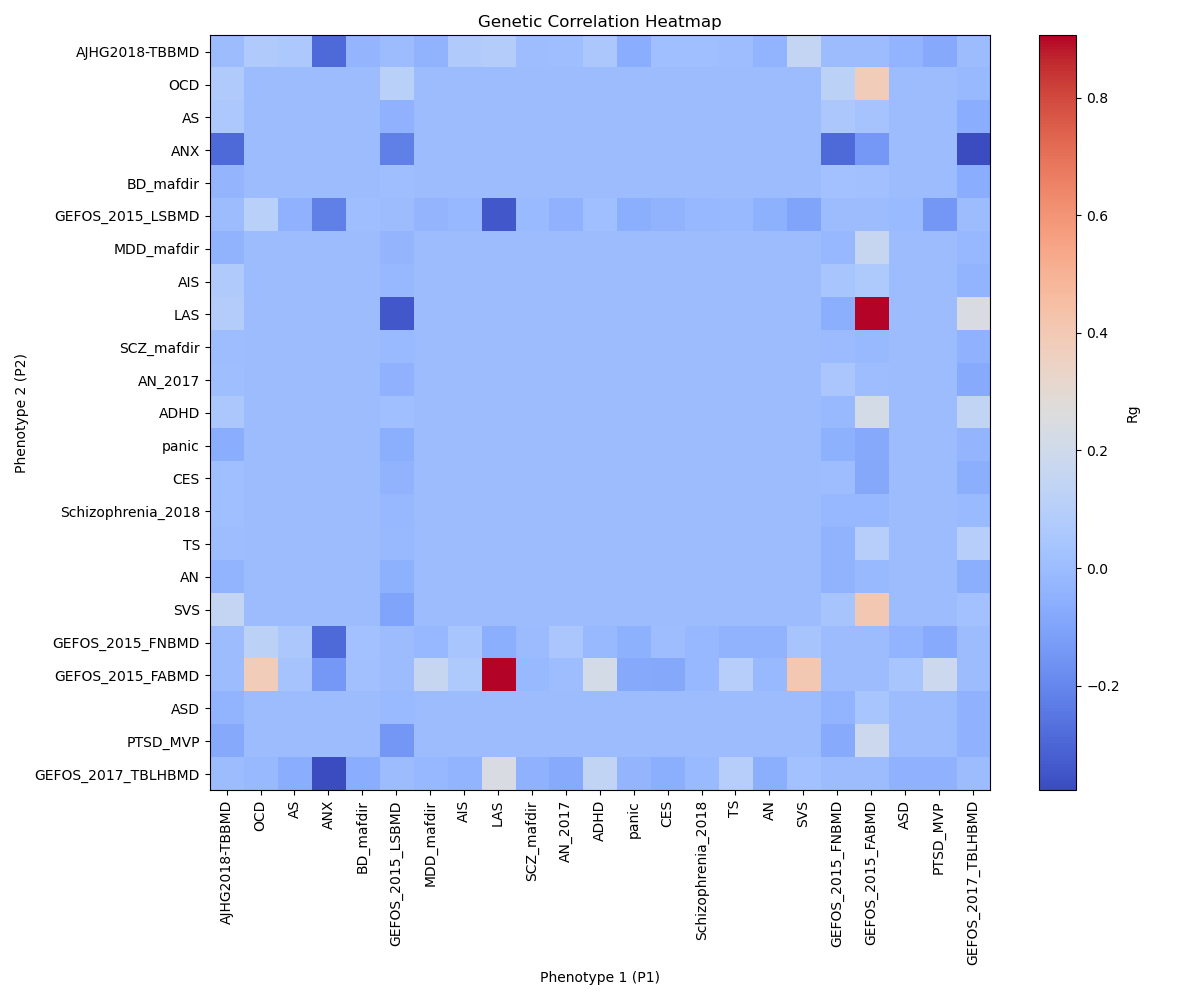 Genetic Correlation Heatmap
AJHG2018-TBBMD
OCD
AS
ANX
BD_mafdir
GEFOS_2015_LSBMD
MDD_mafdir
AIS
LAS
SCZ_mafdir
AN_2017
ADHD
panic
CES
Schizophrenia_2018
TS
AN
SVS
GEFOS_2015_FNBMD
GEFOS_2015_FABMD
ASD
PTSD_MVP
GEFOS_2017_TBLHBMD
Phenotype 2 (P2)
AJHG2018-TBBMD
OCD
AS
ANX
BD_mafdir
GEFOS_2015_LSBMD
MDD_mafdir
AIS
LAS
SCZ_mafdir
AN_2017
ADHD
panic
CES
Schizophrenia_2018
TS
AN
SVS
GEFOS_2015_FNBMD
GEFOS_2015_FABMD
ASD
PTSD_MVP
GEFOS_2017_TBLHBMD
Phenotype 1 (P1)
0.8
0.6
0.4
0.2
0.0
−0.2
Rg